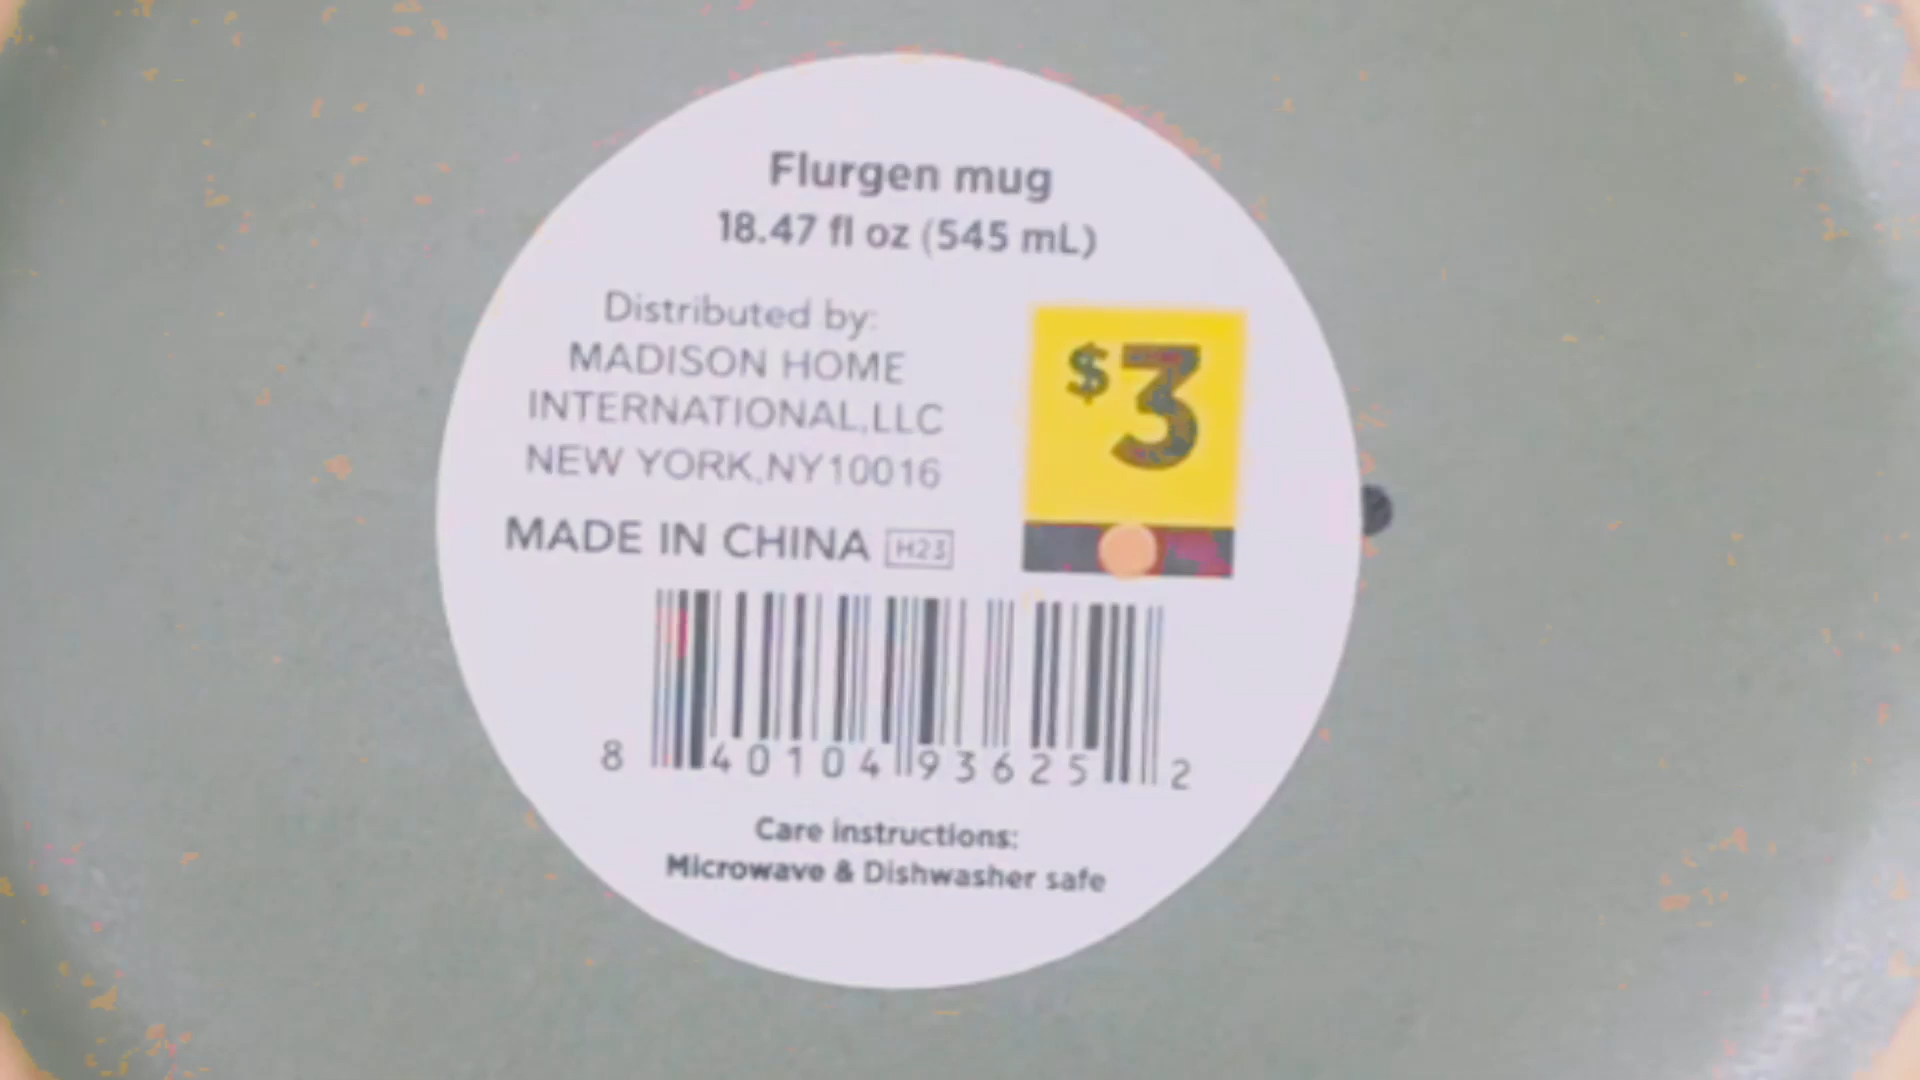 Flurgen mug
18.47 fl oz (545 mL)
Distributed by:
MADISON HOME
INTERNATIONAL,LLC
NEW YORK,NY10016
MADE IN CHINA H23
$3
8 40104 93625 2
Care instructions:
Microwave & Dishwasher safe